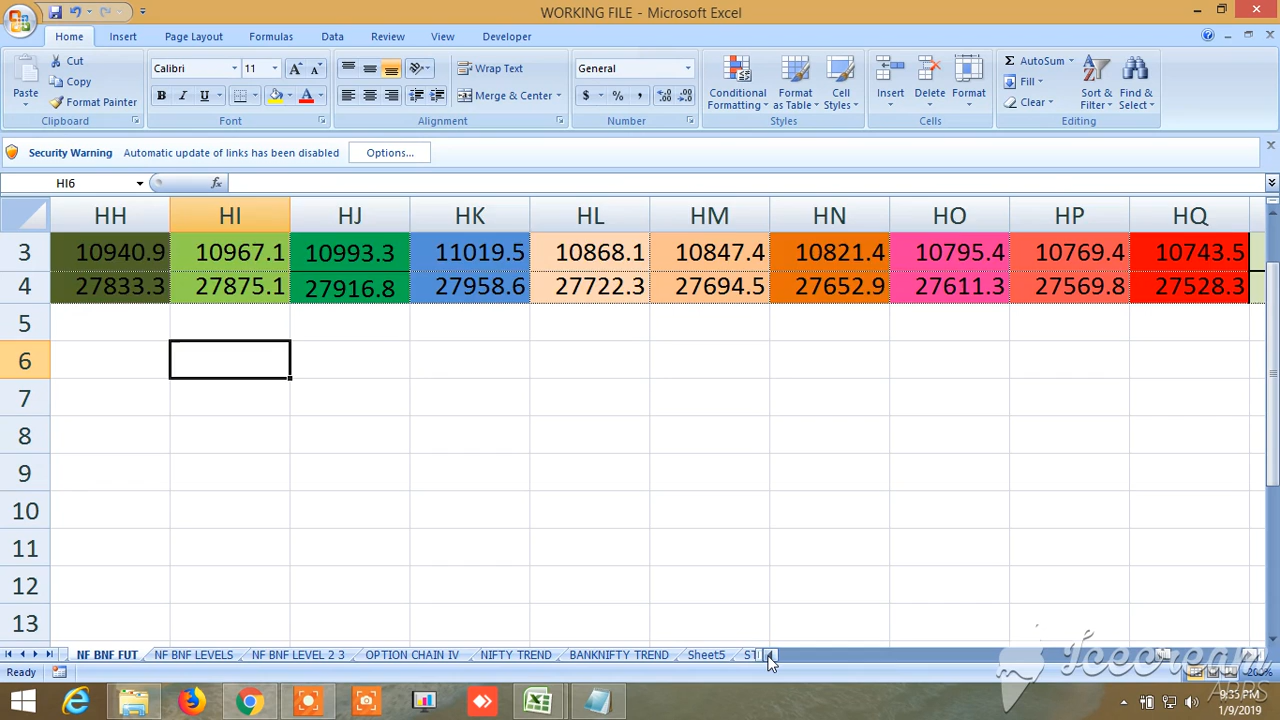 WORKING FILE - Microsoft Excel
Home Insert Page Layout Formulas Data Review View Developer
Paste Cut Calibri 11 Wrap Text General Conditional Formatting Format as Table Cell Styles Insert Delete Format AutoSum Sort & Filter Find & Select
Copy Fill
Format Painter B I U A Merge & Center $ % , Clear
Clipboard Font Alignment Number Styles Cells Editing
Security Warning Automatic update of links has been disabled Options...
HI6 fx
HH HI HJ HK HL HM HN HO HP HQ
3 10940.9 10967.1 10993.3 11019.5 10868.1 10847.4 10821.4 10795.4 10769.4 10743.5
4 27833.3 27875.1 27916.8 27958.6 27722.3 27694.5 27652.9 27611.3 27569.8 27528.3
5
6
7
8
9
10
11
12
13
NF BNF FUT NF BNF LEVELS NF BNF LEVEL 2 3 OPTION CHAIN IV NIFTY TREND BANKNIFTY TREND Sheet5 ST
Ready 200%
Icecream
APPS
9:35 PM
1/9/2019